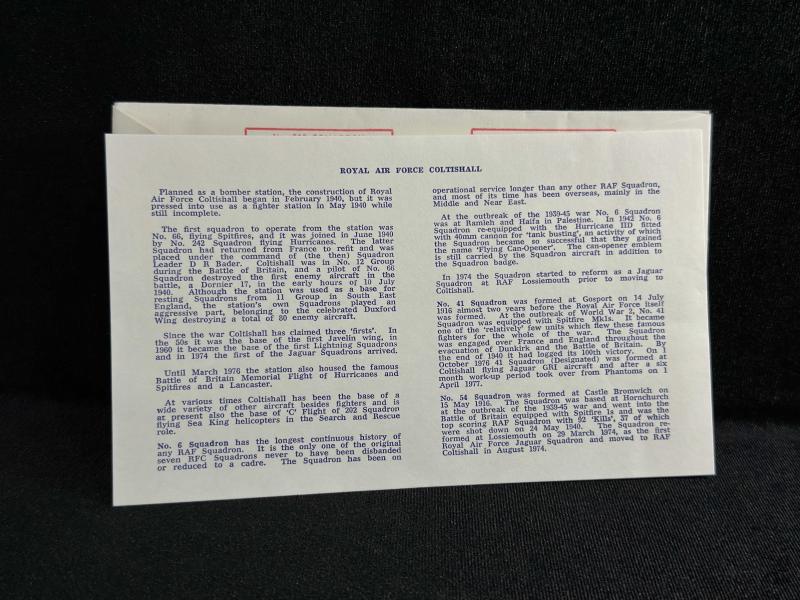 ROYAL AIR FORCE COLTISHALL
Planned as a bomber station, the construction of Royal
Air Force Coltishall began in February 1940, but it was
pressed into use as a fighter station in May 1940 while
still incomplete.
The first squadron to operate from the station was
No. 66, flying Spitfires, and it was joined in June 1940
by No. 242 Squadron flying Hurricanes. The latter
Squadron had returned from France to refit and was
placed under the command of (the then) Squadron
Leader D R Bader. Coltishall was in No. 12 Group
during the Battle of Britain, and a pilot of No. 66
Squadron destroyed the first enemy aircraft in the
battle, a Dornier 17, in the early hours of 10 July
1940. Although the station was used as a base for
resting Squadrons from 11 Group in South East
England, the station's own Squadrons played an
aggressive part, belonging to the celebrated Duxford
Wing destroying a total of 80 enemy aircraft.
Since the war Coltishall has claimed three 'firsts'. In
the 50s it was the base of the first Javelin wing, in
1960 it became the base of the first Lightning Squadrons
and in 1974 the first of the Jaguar Squadrons arrived.
Until March 1976 the station also housed the famous
Battle of Britain Memorial Flight of Hurricanes and
Spitfires and a Lancaster.
At various times Coltishall has been the base of a
wide variety of other aircraft besides fighters and is
at present also the base of 'C' Flight of 202 Squadron
flying Sea King helicopters in the Search and Rescue
role.
No. 6 Squadron has the longest continuous history of
any RAF Squadron. It is the only one of the original
seven RFC Squadrons never to have been disbanded
or reduced to a cadre. The Squadron has been on
operational service longer than any other RAF Squadron,
and most of its time has been overseas, mainly in the
Middle and Near East.
At the outbreak of the 1939-45 war No. 6 Squadron
was at Ramleh and Haifa in Palestine. In 1942 No. 6
Squadron re-equipped with the Hurricane IID fitted
with 40mm cannon for 'tank busting', an activity of which
the Squadron became so successful that they gained
the name 'Flying Can-Opener'. The can-opener emblem
is still carried by the Squadron aircraft in addition to
the Squadron badge.
In 1974 the Squadron started to reform as a Jaguar
Squadron at RAF Lossiemouth prior to moving to
Coltishall.
No. 41 Squadron was formed at Gosport on 14 July
1916 almost two years before the Royal Air Force itself
was formed. At the outbreak of World War 2, No. 41
Squadron was equipped with Spitfire Mk1s. It became
one of the 'relatively' few units which flew these famous
fighters for the whole of the war. The Squadron
was engaged over France and England throughout the
evacuation of Dunkirk and the Battle of Britain. By
the end of 1940 it had logged its 100th victory. On 1
October 1976 41 Squadron (Designated) was formed at
Coltishall flying Jaguar GRI aircraft and after a six
month work-up period took over from Phantoms on 1
April 1977.
No. 54 Squadron was formed at Castle Bromwich on
15 May 1916. The Squadron was based at Hornchurch
at the outbreak of the 1939-45 war and went into the
Battle of Britain equipped with Spitfire 1s and was the
top scoring RAF Squadron with 92 'Kills', 37 of which
were shot down on 24 May 1940. The Squadron re-
formed at Lossiemouth on 29 March 1974, as the first
Royal Air Force Jaguar Squadron and moved to RAF
Coltishall in August 1974.